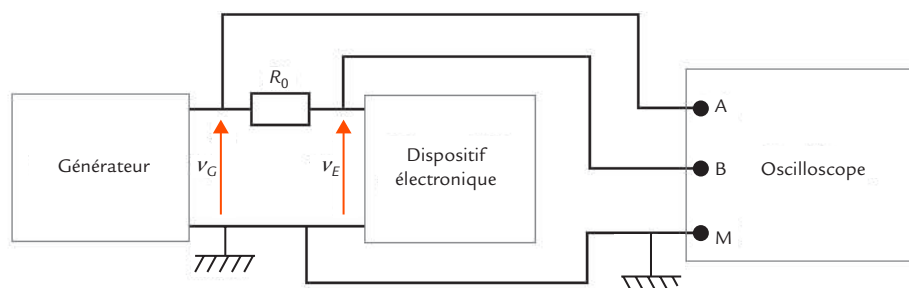 R0
Générateur
vG
vE
Dispositif
électronique
A
B
M
Oscilloscope